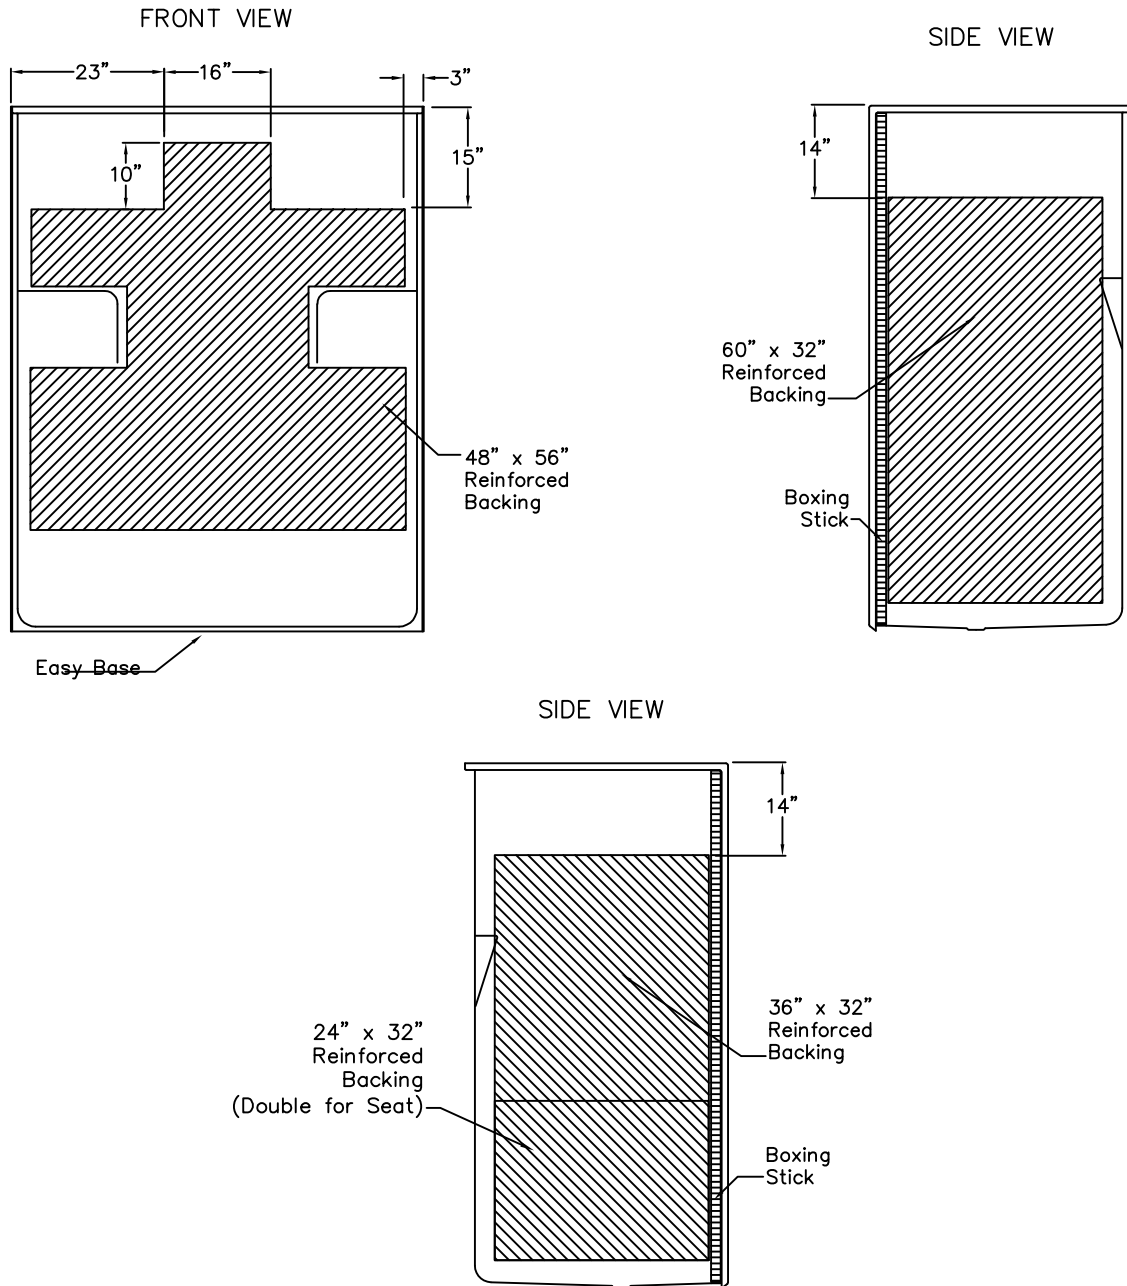 FRONT VIEW
23”
16”
3”
15”
10”
48” x 56”
Reinforced
Backing
Easy Base
SIDE VIEW
14”
60” x 32”
Reinforced
Backing
Boxing
Stick
SIDE VIEW
14”
36” x 32”
Reinforced
Backing
24” x 32”
Reinforced
Backing
(Double for Seat)
Boxing
Stick